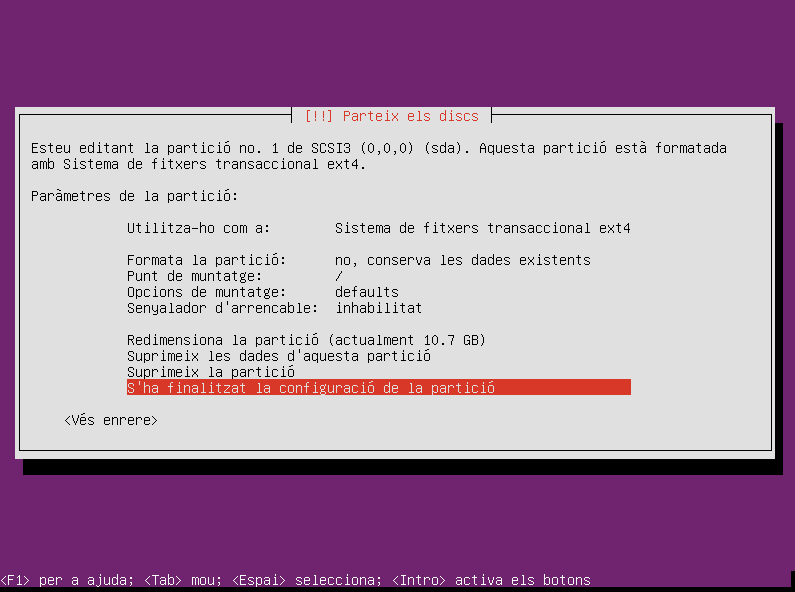 [!!] Parteix els discs
Esteu editant la partició no. 1 de SCSI3 (0,0,0) (sda). Aquesta partició està formatada
amb Sistema de fitxers transaccional ext4.
Paràmetres de la partició:
Utilitza-ho com a: Sistema de fitxers transaccional ext4
Formata la partició: no, conserva les dades existents
Punt de muntatge: /
Opcions de muntatge: defaults
Senyalador d'arrencable: inhabilitat
Redimensiona la partició (actualment 10.7 GB)
Suprimeix les dades d'aquesta partició
Suprimeix la partició
S'ha finalitzat la configuració de la partició
<Vés enrere>
<F1> per a ajuda; <Tab> mou; <Espai> selecciona; <Intro> activa els botons